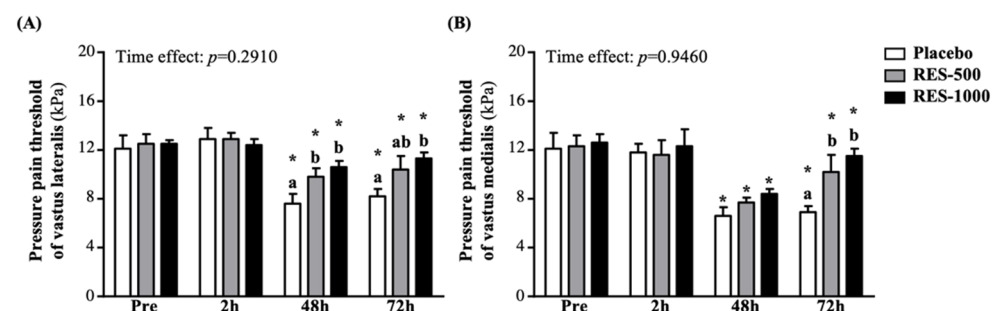 (A)
Pressure pain threshold
of vastus lateralis (kPa)
Time effect: p=0.2910
20
16
12
8
4
0
*
a
*
b
*
b
*
a
*
ab
*
b
Pre
2h
48h
72h
(B)
Pressure pain threshold
of vastus medialis (kPa)
Time effect: p=0.9460
20
16
12
8
4
0
*
*
*
*
a
*
b
*
b
Pre
2h
48h
72h
Placebo
RES-500
RES-1000